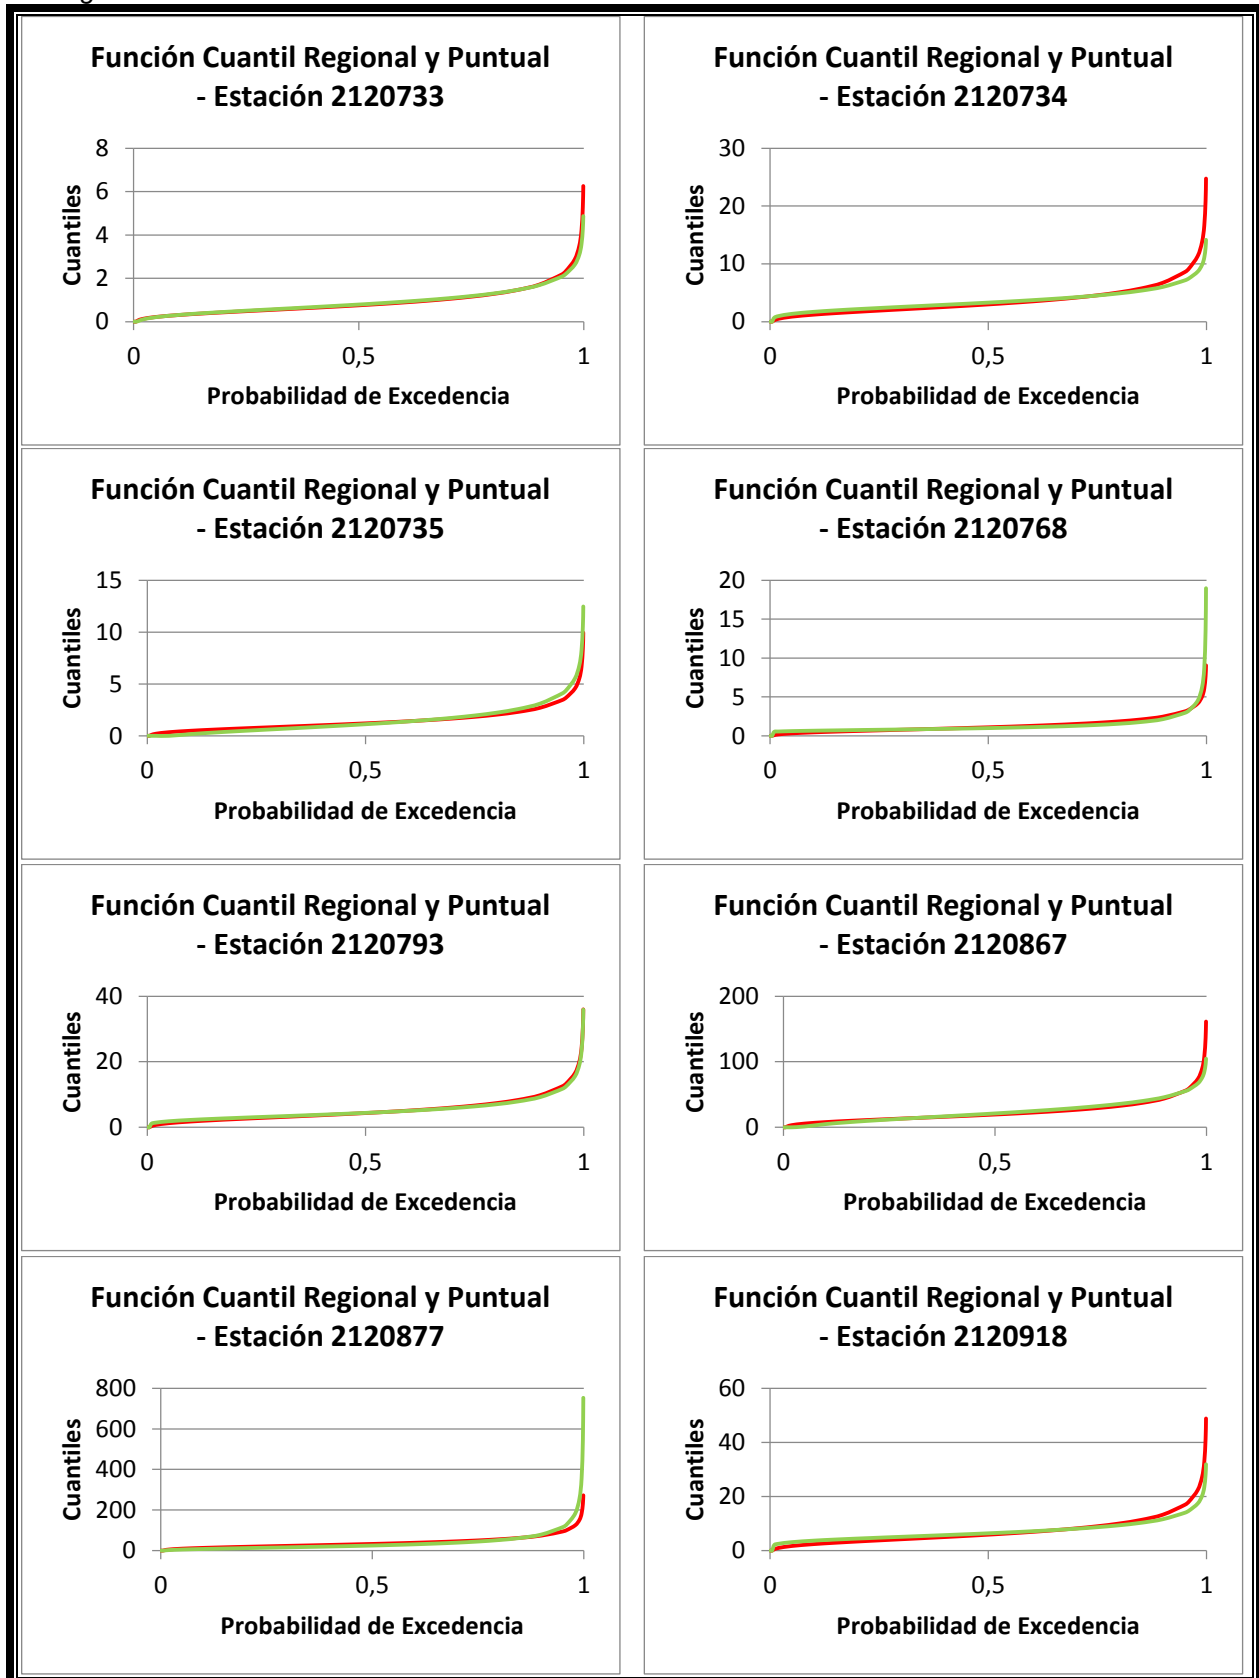 Función Cuantil Regional y Puntual
- Estación 2120733
8
6
4
2
0
Cuantiles
0
0,5
1
Probabilidad de Excedencia
Función Cuantil Regional y Puntual
- Estación 2120734
30
20
10
0
Cuantiles
0
0,5
1
Probabilidad de Excedencia
Función Cuantil Regional y Puntual
- Estación 2120735
15
10
5
0
Cuantiles
0
0,5
1
Probabilidad de Excedencia
Función Cuantil Regional y Puntual
- Estación 2120768
20
15
10
5
0
Cuantiles
0
0,5
1
Probabilidad de Excedencia
Función Cuantil Regional y Puntual
- Estación 2120793
40
20
0
Cuantiles
0
0,5
1
Probabilidad de Excedencia
Función Cuantil Regional y Puntual
- Estación 2120867
200
100
0
Cuantiles
0
0,5
1
Probabilidad de Excedencia
Función Cuantil Regional y Puntual
- Estación 2120877
800
600
400
200
0
Cuantiles
0
0,5
1
Probabilidad de Excedencia
Función Cuantil Regional y Puntual
- Estación 2120918
60
40
20
0
Cuantiles
0
0,5
1
Probabilidad de Excedencia